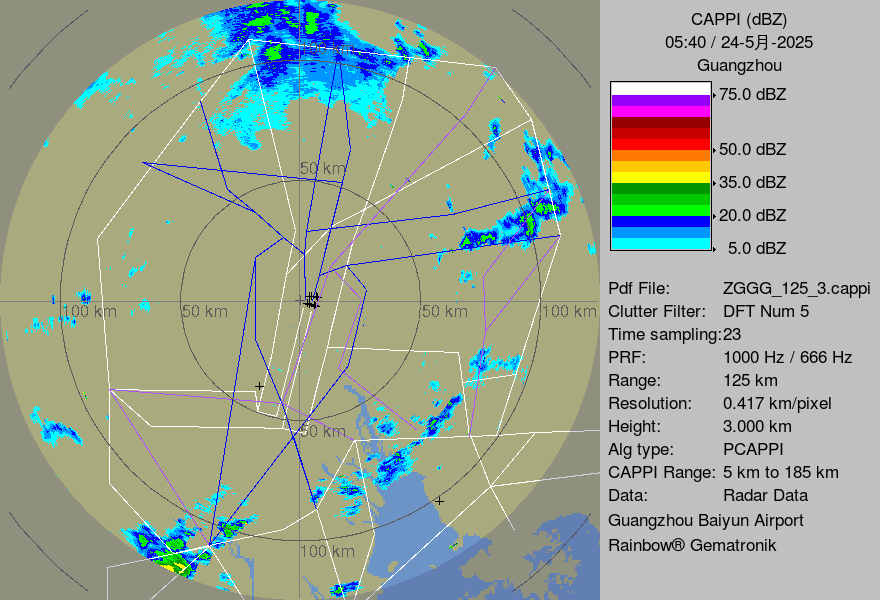 CAPPI (dBZ)
05:40 / 24-5月-2025
Guangzhou
75.0 dBZ
50.0 dBZ
35.0 dBZ
20.0 dBZ
5.0 dBZ
Pdf File: ZGGG_125_3.cappi
Clutter Filter: DFT Num 5
Time sampling:23
PRF: 1000 Hz / 666 Hz
Range: 125 km
Resolution: 0.417 km/pixel
Height: 3.000 km
Alg type: PCAPPI
CAPPI Range: 5 km to 185 km
Data: Radar Data
Guangzhou Baiyun Airport
Rainbow® Gematronik
50 km
100 km
50 km
50 km
100 km
50 km
100 km